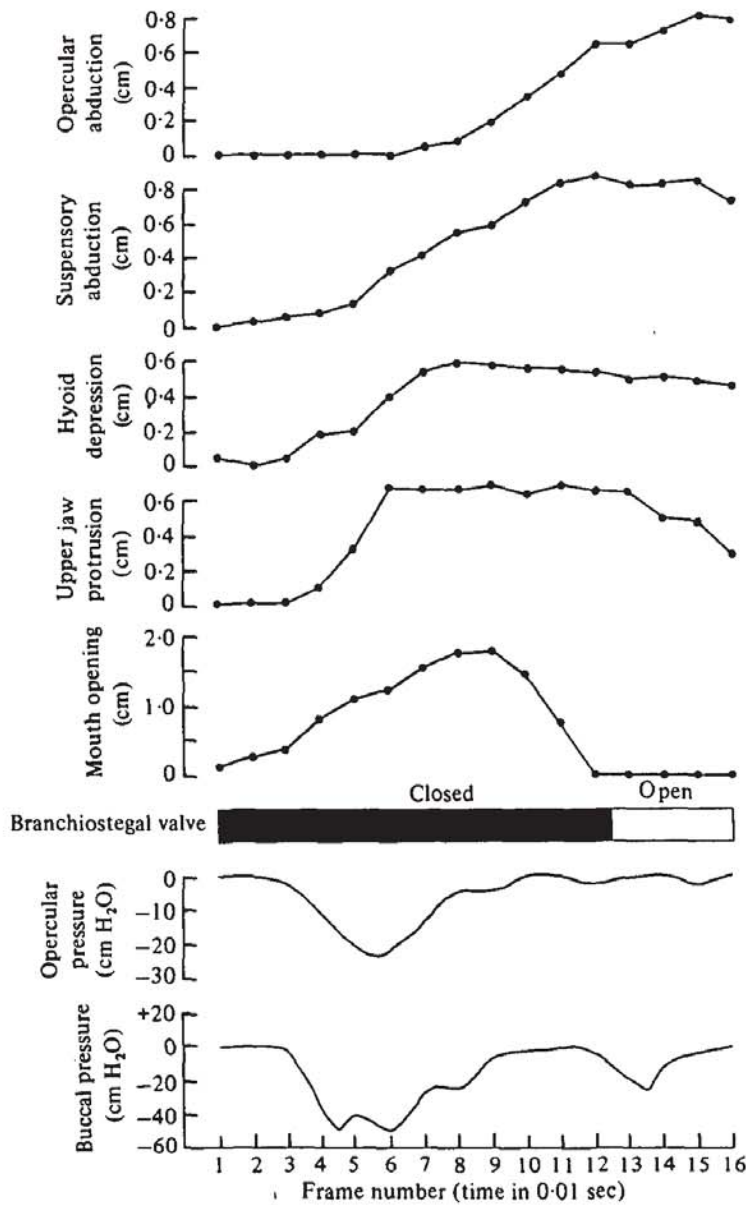 Opercular
abduction
(cm)
0·8
0·6
0·4
0·2
0
Suspensory
abduction
(cm)
0·8
0·6
0·4
0·2
0
Hyoid
depression
(cm)
0·6
0·4
0·2
0
Upper jaw
protrusion
(cm)
0·6
0·4
0·2
0
Mouth opening
(cm)
2·0
1·0
0
Closed Open
Branchiostegal valve
Opercular
pressure
(cm H₂O)
0
−10
−20
−30
Buccal pressure
(cm H₂O)
+20
0
−20
−40
−60
1 2 3 4 5 6 7 8 9 10 11 12 13 14 15 16
Frame number (time in 0·01 sec)